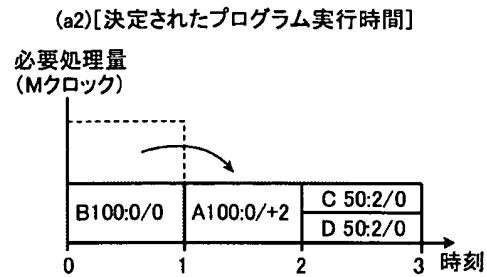 (a2)[決定されたプログラム実行時間]
必要処理量
(Mクロック)
B100:0/0
A100:0/+2
C 50:2/0
D 50:2/0
0
1
2
3
時刻